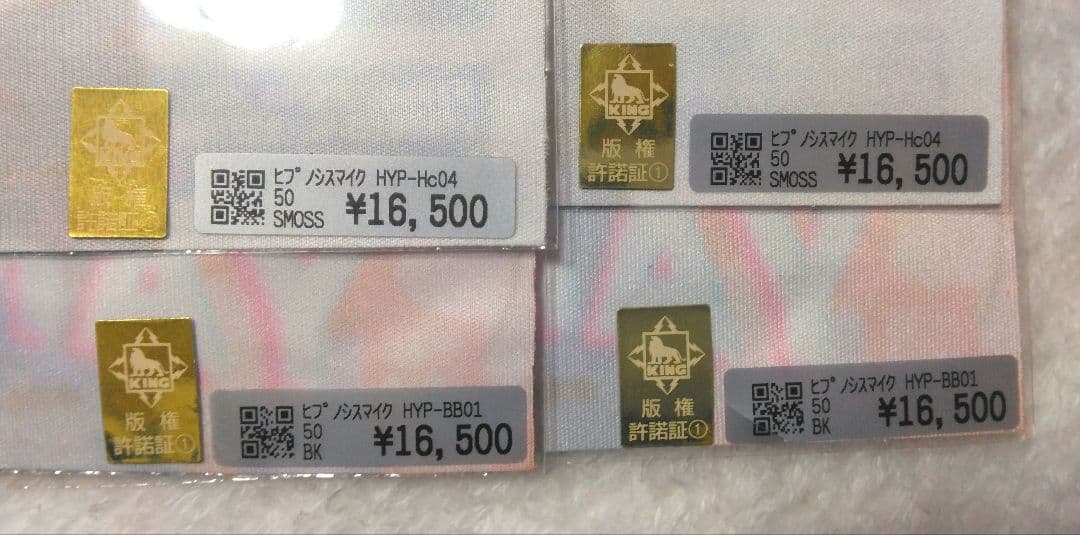 KING
版権
許諾証①
ヒプノシスマイク HYP-Hc04
50
SMOSS ¥16,500
KING
版権
許諾証①
ヒプノシスマイク HYP-Hc04
50
SMOSS ¥16,500
KING
版権
許諾証①
ヒプノシスマイク HYP-BB01
50
BK ¥16,500
KING
版権
許諾証①
ヒプノシスマイク HYP-BB01
50
BK ¥16,500